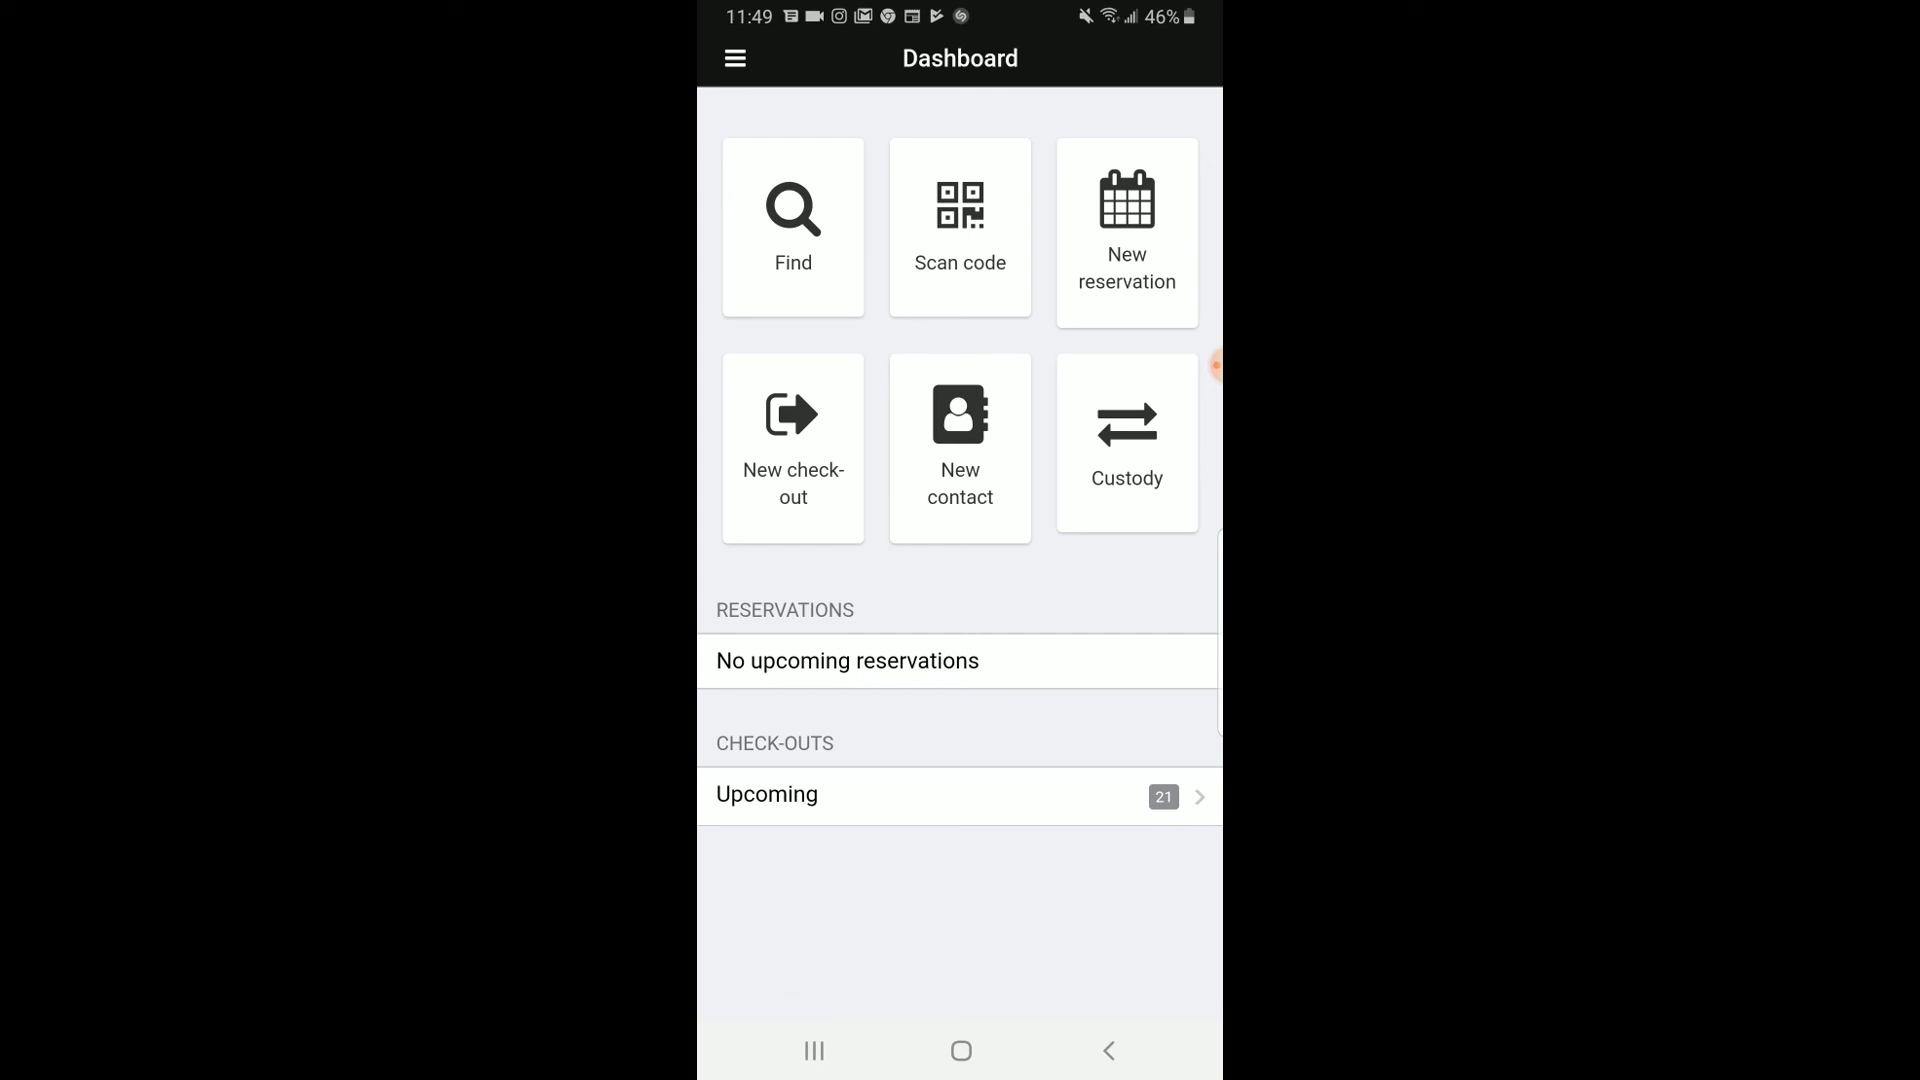 11:49
46%
Dashboard
Find
Scan code
New
reservation
New check-
out
New
contact
Custody
RESERVATIONS
No upcoming reservations
CHECK-OUTS
Upcoming
21